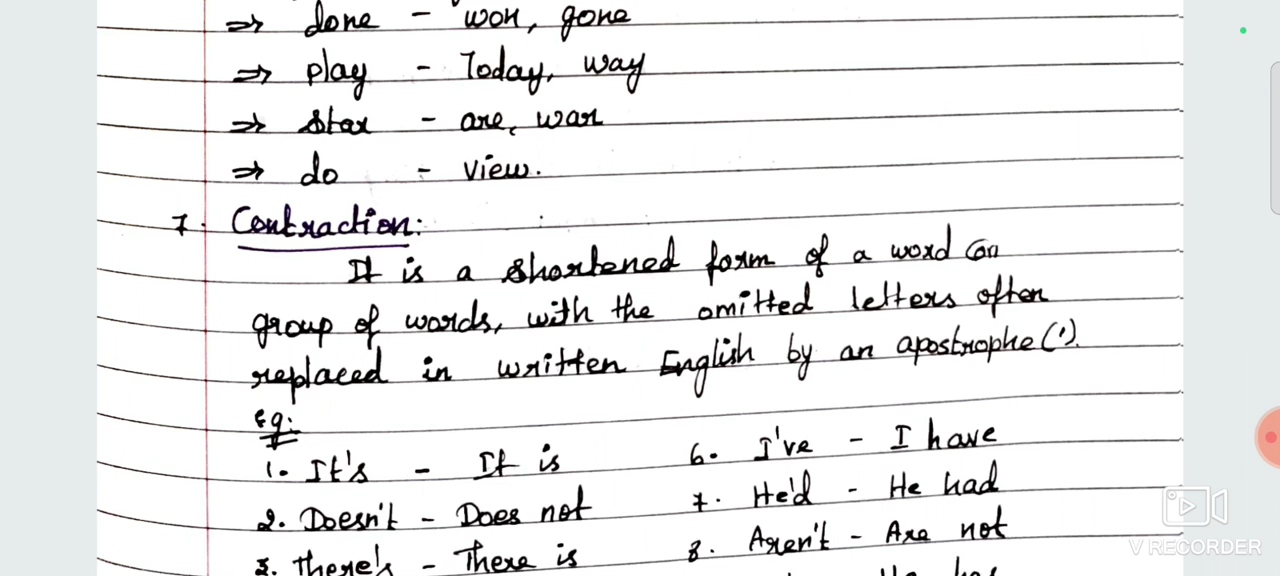 ⇒ done - won, gone
⇒ play - Today, way
⇒ star - are, war
⇒ do - view.
7. Contraction:
It is a shortened form of a word (or)
group of words, with the omitted letters often
replaced in written English by an apostrophe (').
Eg:
1. It's - It is
2. Doesn't - Does not
3. There's - There is
6. I've - I have
7. He'd - He had
8. Aren't - Are not
He has
V RECORDER